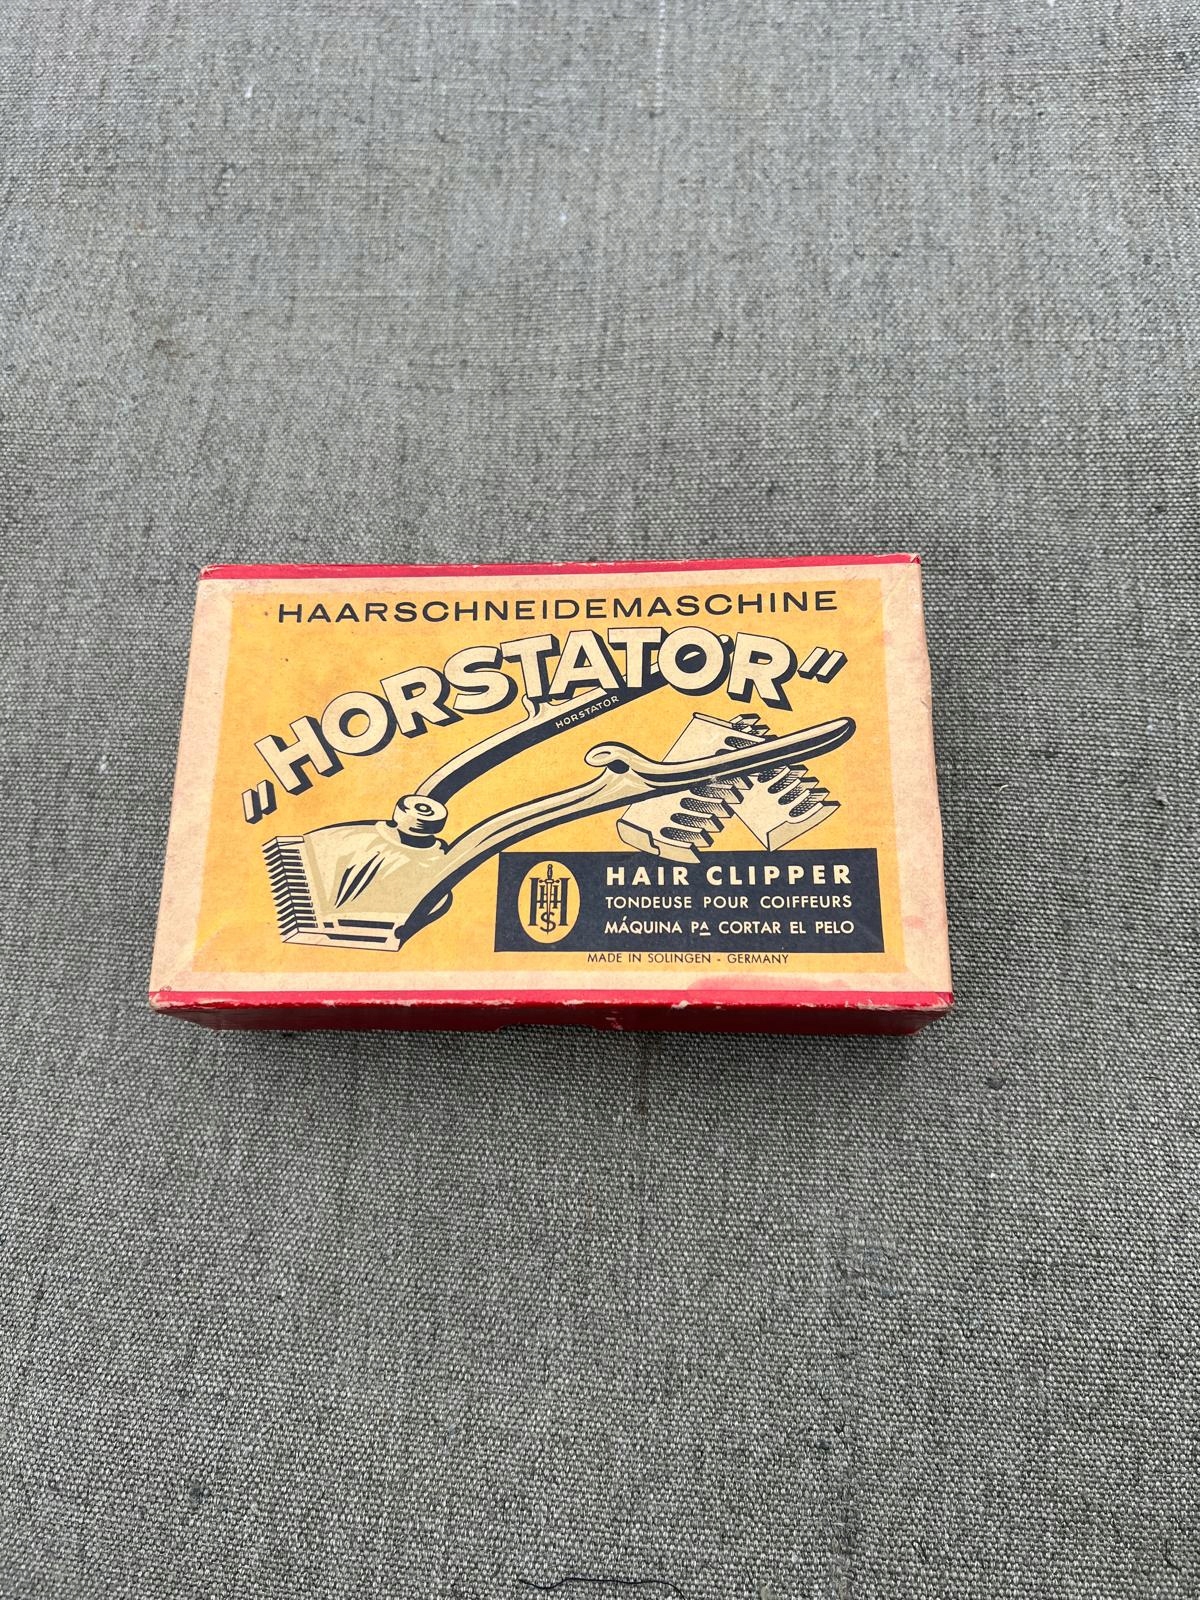 HAARSCHNEIDEMASCHINE
„HORSTATOR"
HORSTATOR
HAIR CLIPPER
TONDEUSE POUR COIFFEURS
MÁQUINA Pᴬ CORTAR EL PELO
MADE IN SOLINGEN - GERMANY